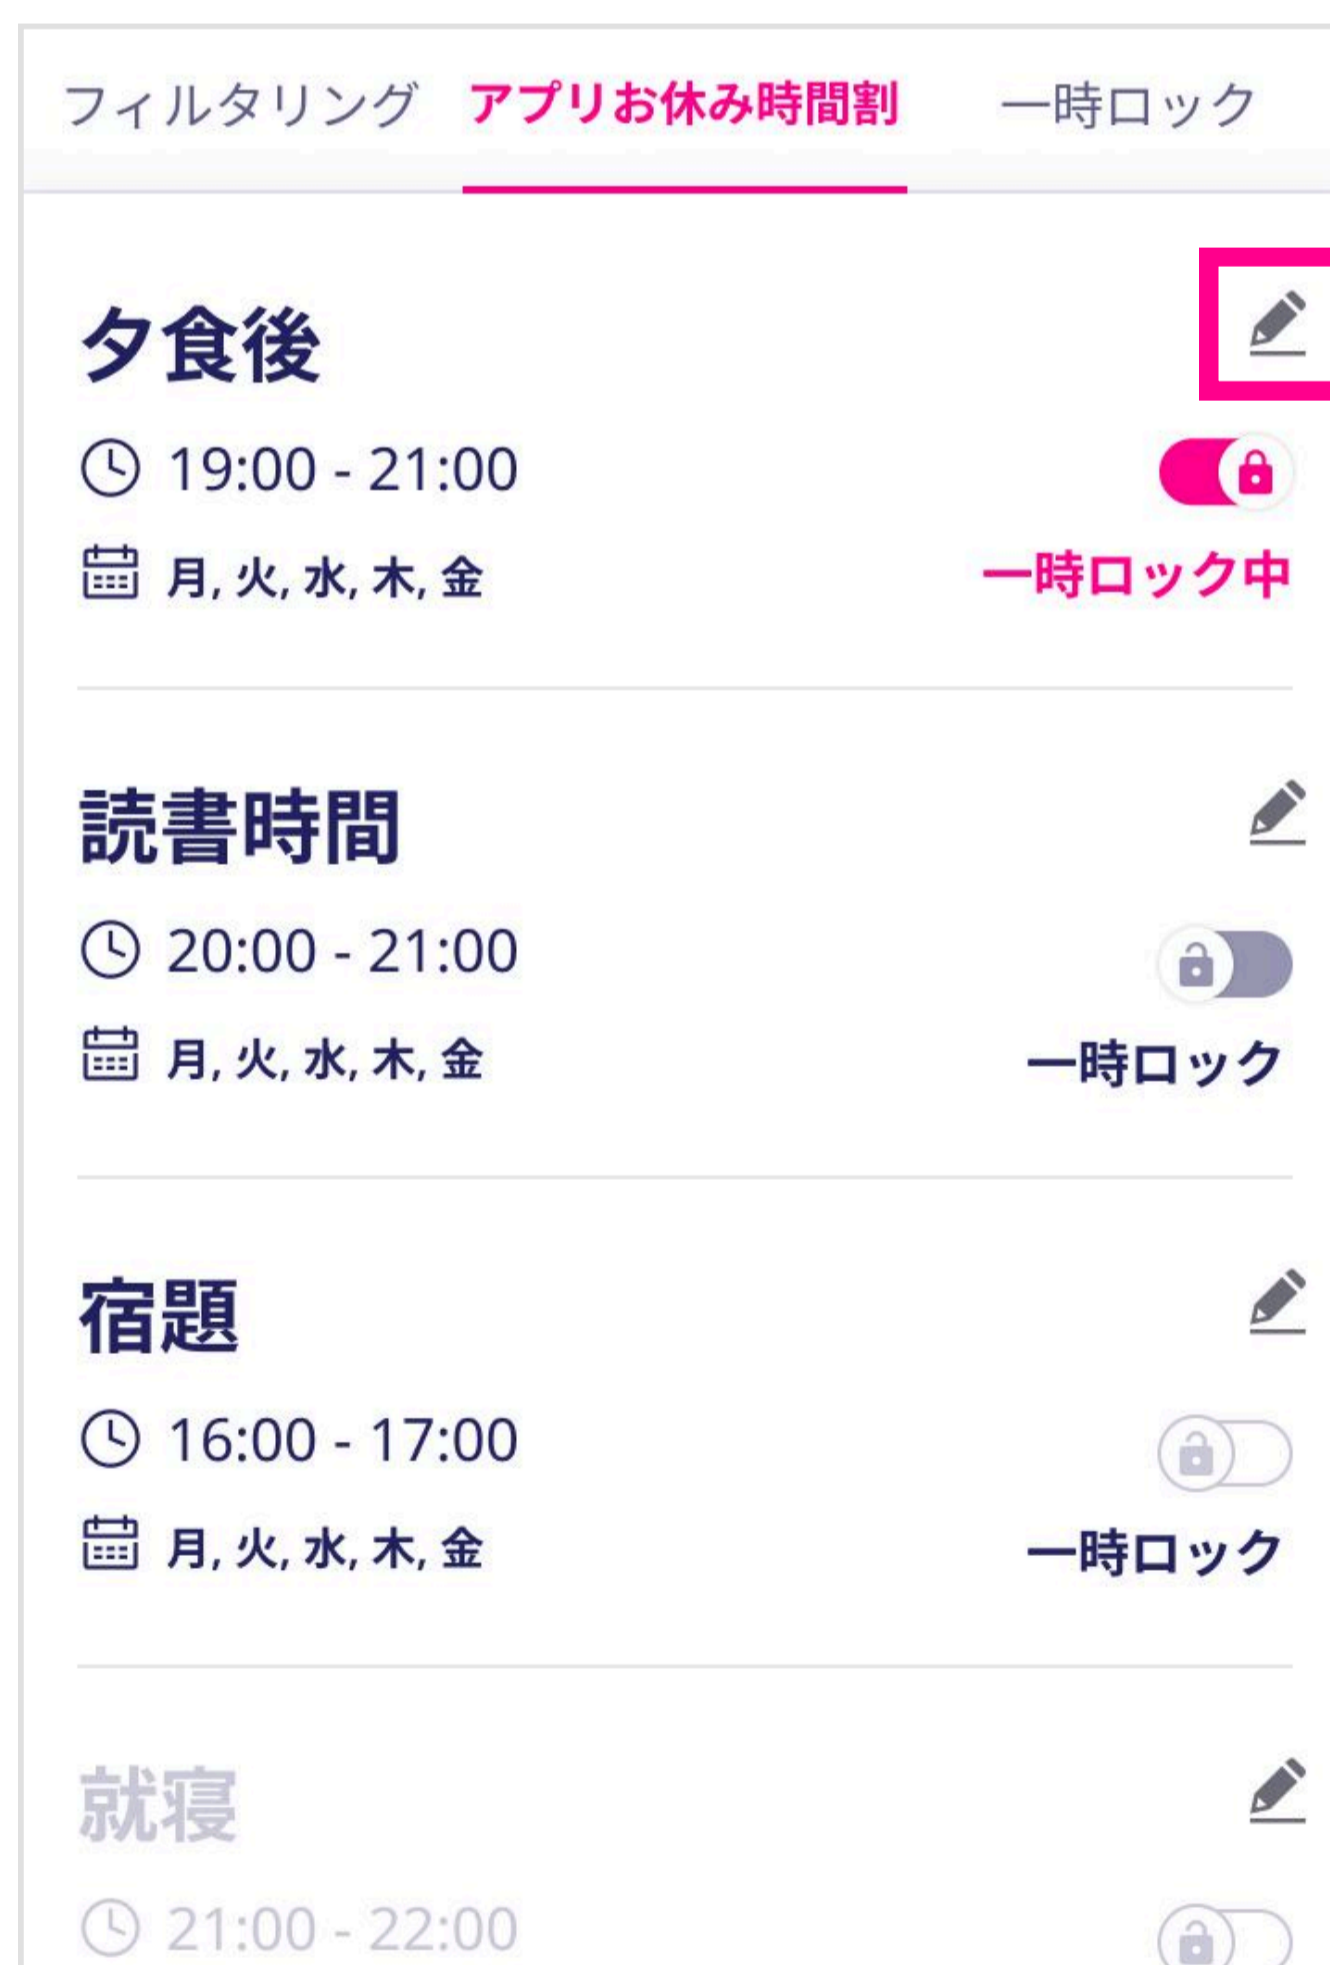 フィルタリング アプリお休み時間割 一時ロック
夕食後
19:00 - 21:00
月, 火, 水, 木, 金
一時ロック中
読書時間
20:00 - 21:00
月, 火, 水, 木, 金
一時ロック
宿題
16:00 - 17:00
月, 火, 水, 木, 金
一時ロック
就寝
21:00 - 22:00